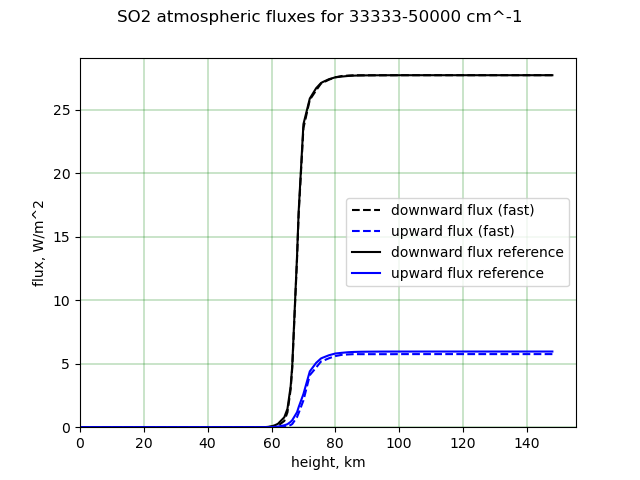 SO2 atmospheric fluxes for 33333-50000 cm^-1
25
20
15
10
5
0
flux, W/m^2
downward flux (fast)
upward flux (fast)
downward flux reference
upward flux reference
0 20 40 60 80 100 120 140
height, km